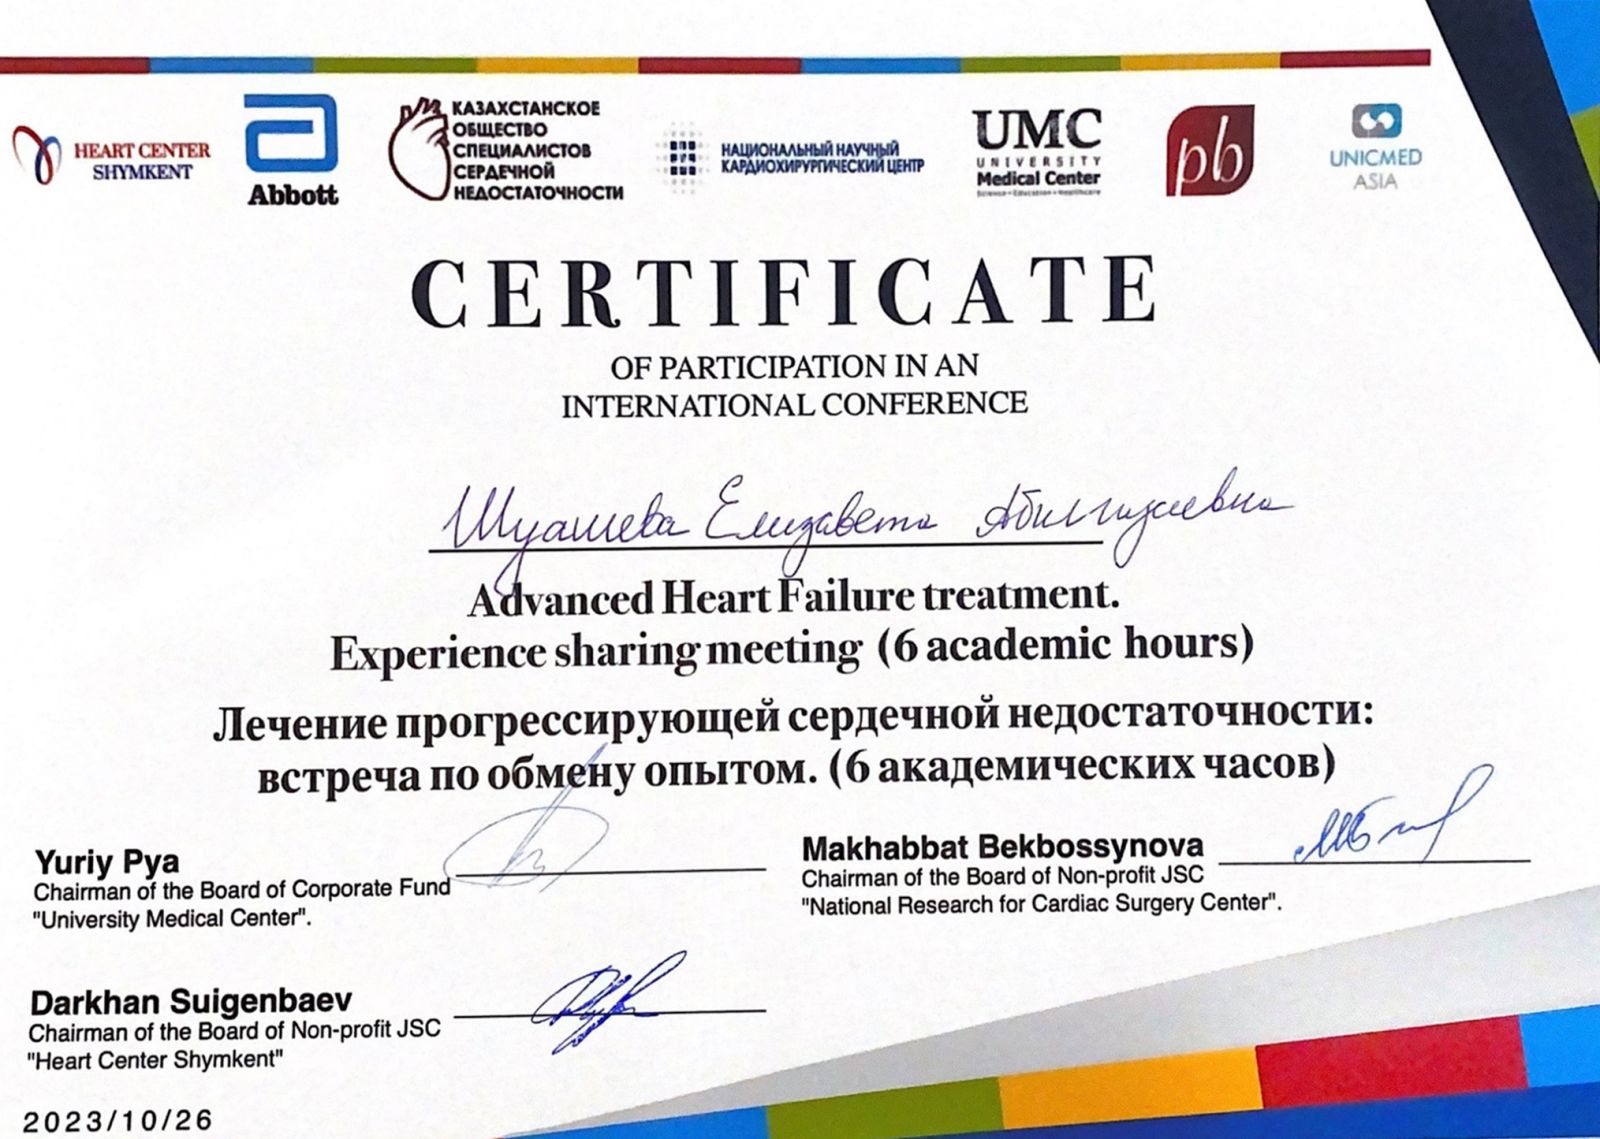 HEART CENTER
SHYMKENT
Abbott
КАЗАХСТАНСКОЕ
ОБЩЕСТВО
СПЕЦИАЛИСТОВ
СЕРДЕЧНОЙ
НЕДОСТАТОЧНОСТИ
НАЦИОНАЛЬНЫЙ НАУЧНЫЙ
КАРДИОХИРУРГИЧЕСКИЙ ЦЕНТР
UMC
UNIVERSITY
Medical Center
Science • Education • Healthcare
pb
UNICMED
ASIA
CERTIFICATE
OF PARTICIPATION IN AN
INTERNATIONAL CONFERENCE
Шуашева Елизавета
Advanced Heart Failure treatment.
Experience sharing meeting (6 academic hours)
Лечение прогрессирующей сердечной недостаточности:
встреча по обмену опытом. (6 академических часов)
Yuriy Pya
Chairman of the Board of Corporate Fund
"University Medical Center".
Makhabbat Bekbossynova
Chairman of the Board of Non-profit JSC
"National Research for Cardiac Surgery Center".
Darkhan Suigenbaev
Chairman of the Board of Non-profit JSC
"Heart Center Shymkent"
2023/10/26